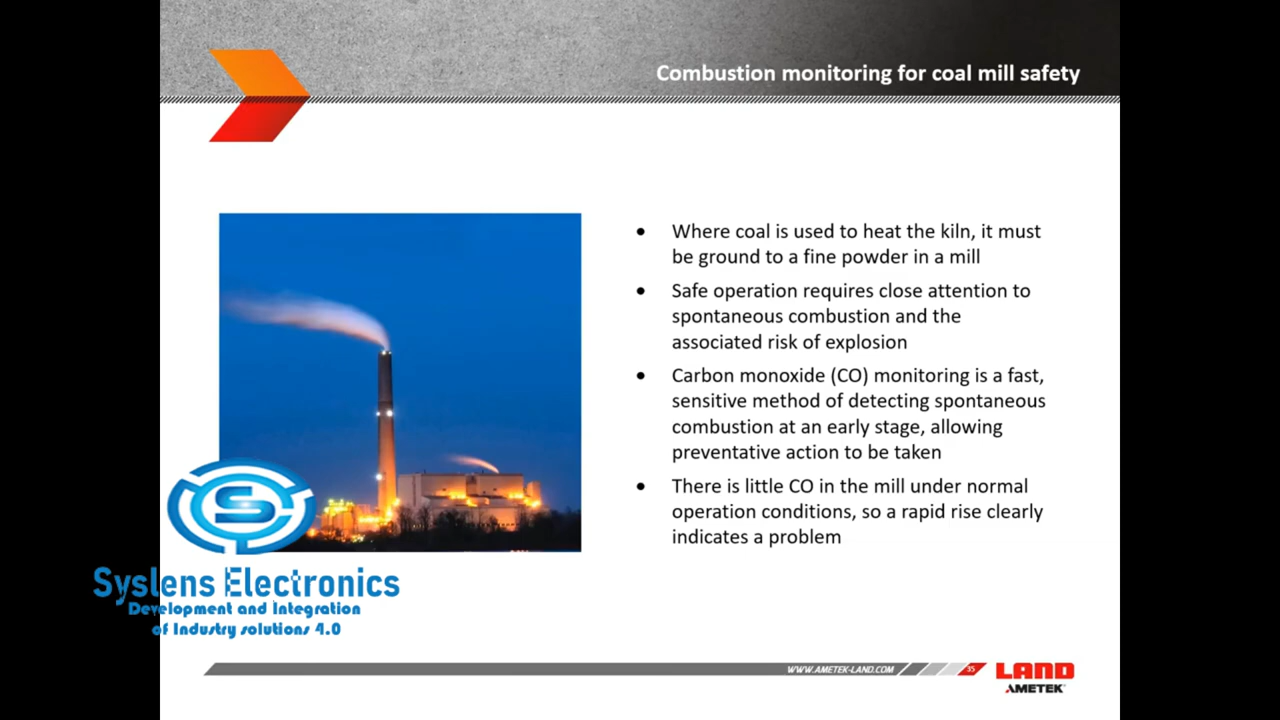 Combustion monitoring for coal mill safety
• Where coal is used to heat the kiln, it must
be ground to a fine powder in a mill
• Safe operation requires close attention to
spontaneous combustion and the
associated risk of explosion
• Carbon monoxide (CO) monitoring is a fast,
sensitive method of detecting spontaneous
combustion at an early stage, allowing
preventative action to be taken
• There is little CO in the mill under normal
operation conditions, so a rapid rise clearly
indicates a problem
S
Syslens Electronics
Development and Integration
of Industry solutions 4.0
WWW.AMETEK-LAND.COM
35
LAND
AMETEK